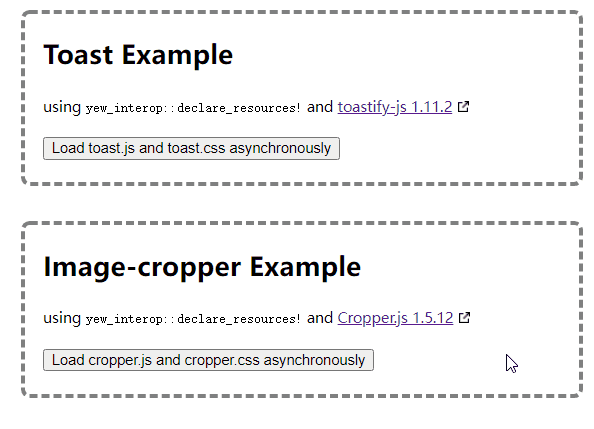 Toast Example
using yew_interop::declare_resources! and toastify-js 1.11.2
Load toast.js and toast.css asynchronously
Image-cropper Example
using yew_interop::declare_resources! and Cropper.js 1.5.12
Load cropper.js and cropper.css asynchronously